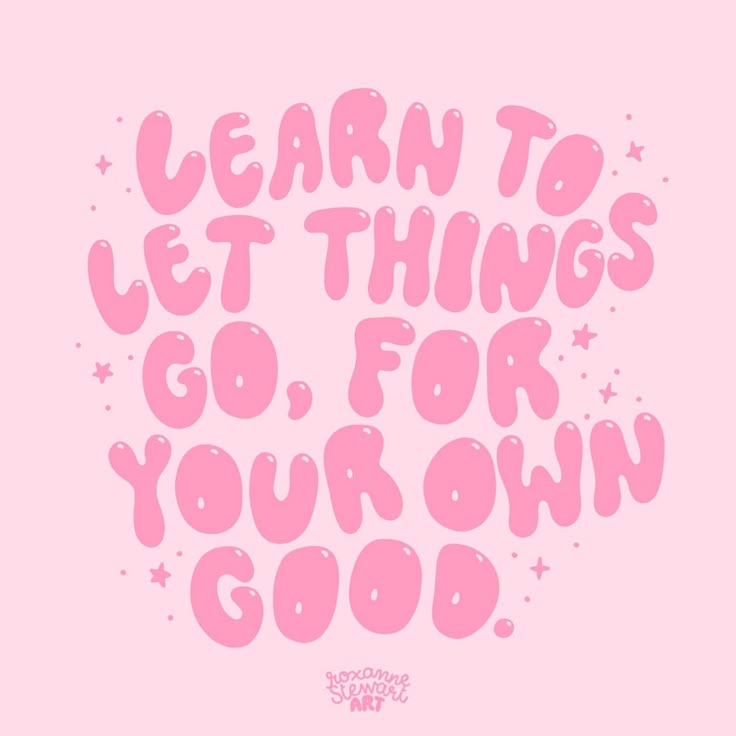 LEARN TO
LET THINGS
GO, FOR
YOUR OWN
GOOD.
roxanne
Stewart
ART